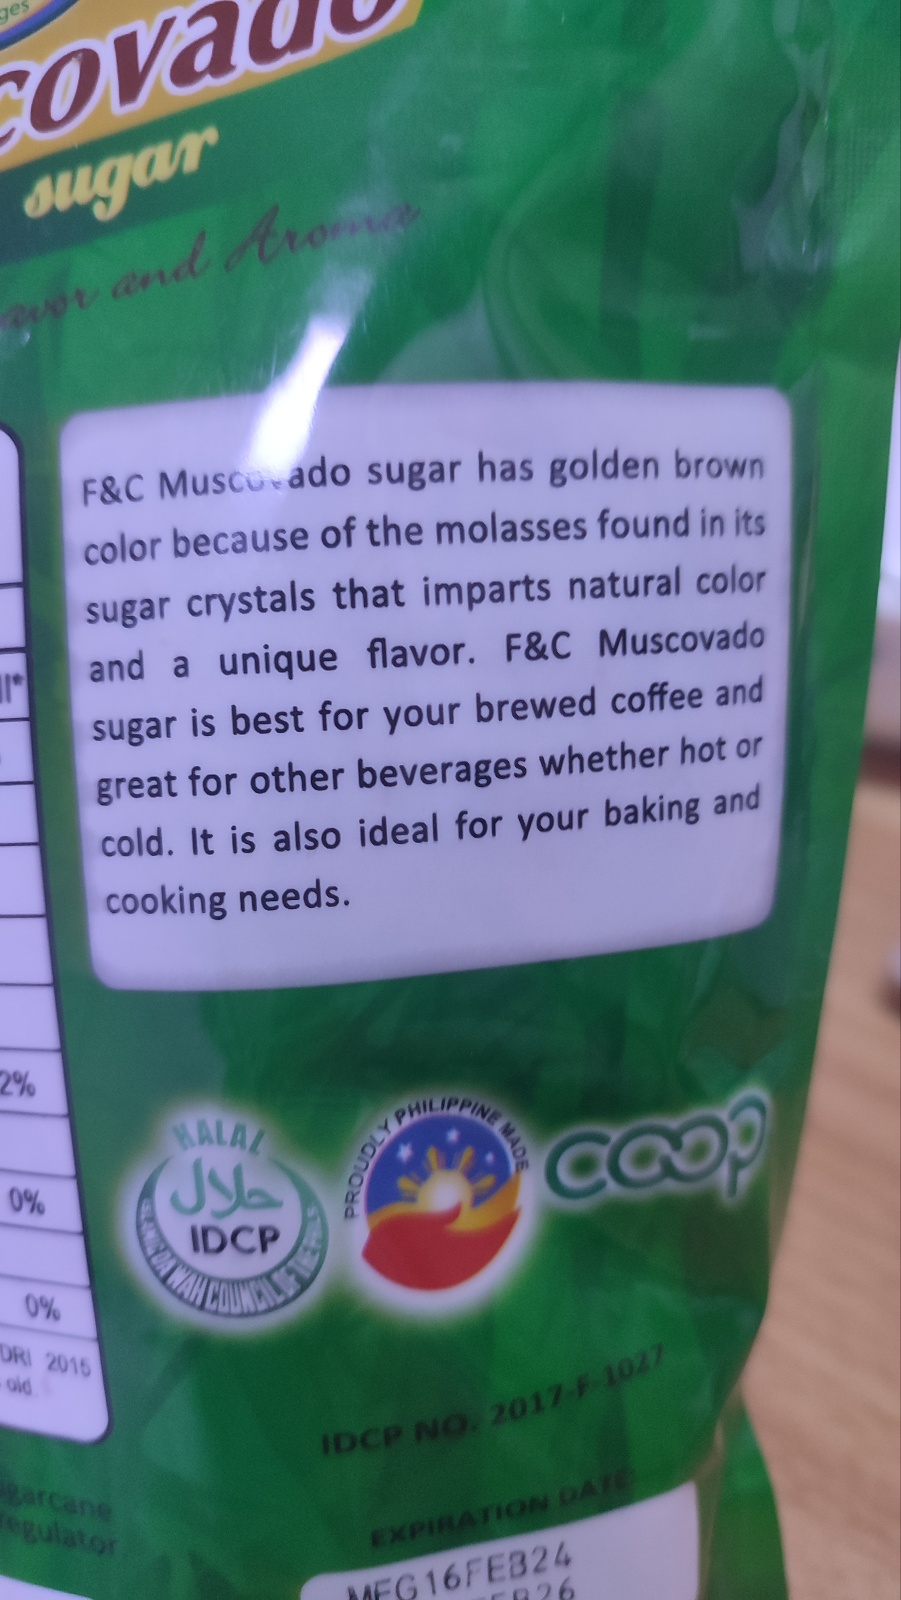 covado
sugar
and Aroma
F&C Muscovado sugar has golden brown
color because of the molasses found in its
sugar crystals that imparts natural color
and a unique flavor. F&C Muscovado
sugar is best for your brewed coffee and
great for other beverages whether hot or
cold. It is also ideal for your baking and
cooking needs.
2%
0%
0%
DRI 2015
old
HALAL
حلال
IDCP
PROUDLY PHILIPPINE MADE
coop
IDCP NO. 2017-F-1027
EXPIRATION DATE
MFG16FEB24